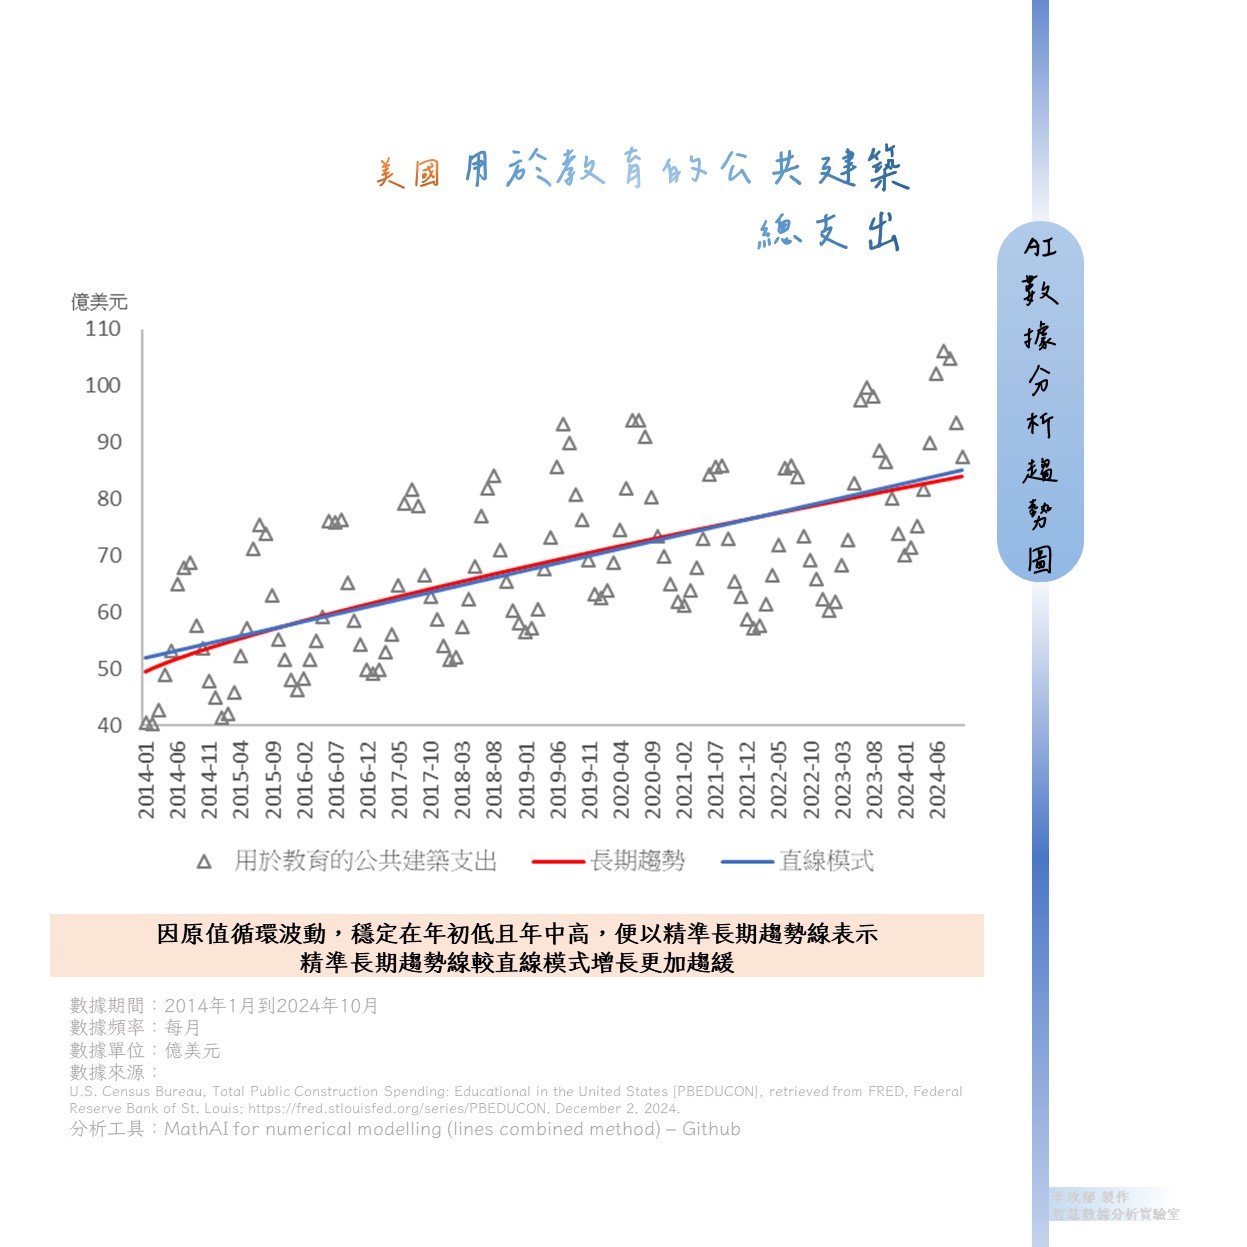 美國 用於教育的公共建築
總支出
AI數據分析趨勢圖
億美元
110
100
90
80
70
60
50
40
2014-01
2014-06
2014-11
2015-04
2015-09
2016-02
2016-07
2016-12
2017-05
2017-10
2018-03
2018-08
2019-01
2019-06
2019-11
2020-04
2020-09
2021-02
2021-07
2021-12
2022-05
2022-10
2023-03
2023-08
2024-01
2024-06
用於教育的公共建築支出 長期趨勢 直線模式
因原值循環波動，穩定在年初低且年中高，便以精準長期趨勢線表示
精準長期趨勢線較直線模式增長更加趨緩
數據期間：2014年1月到2024年10月
數據頻率：每月
數據單位：億美元
數據來源：
U.S. Census Bureau, Total Public Construction Spending: Educational in the United States [PBEDUCON], retrieved from FRED, Federal
Reserve Bank of St. Louis; https://fred.stlouisfed.org/series/PBEDUCON, December 2, 2024.
分析工具：MathAI for numerical modelling (lines combined method) – Github
製作
數據分析實驗室